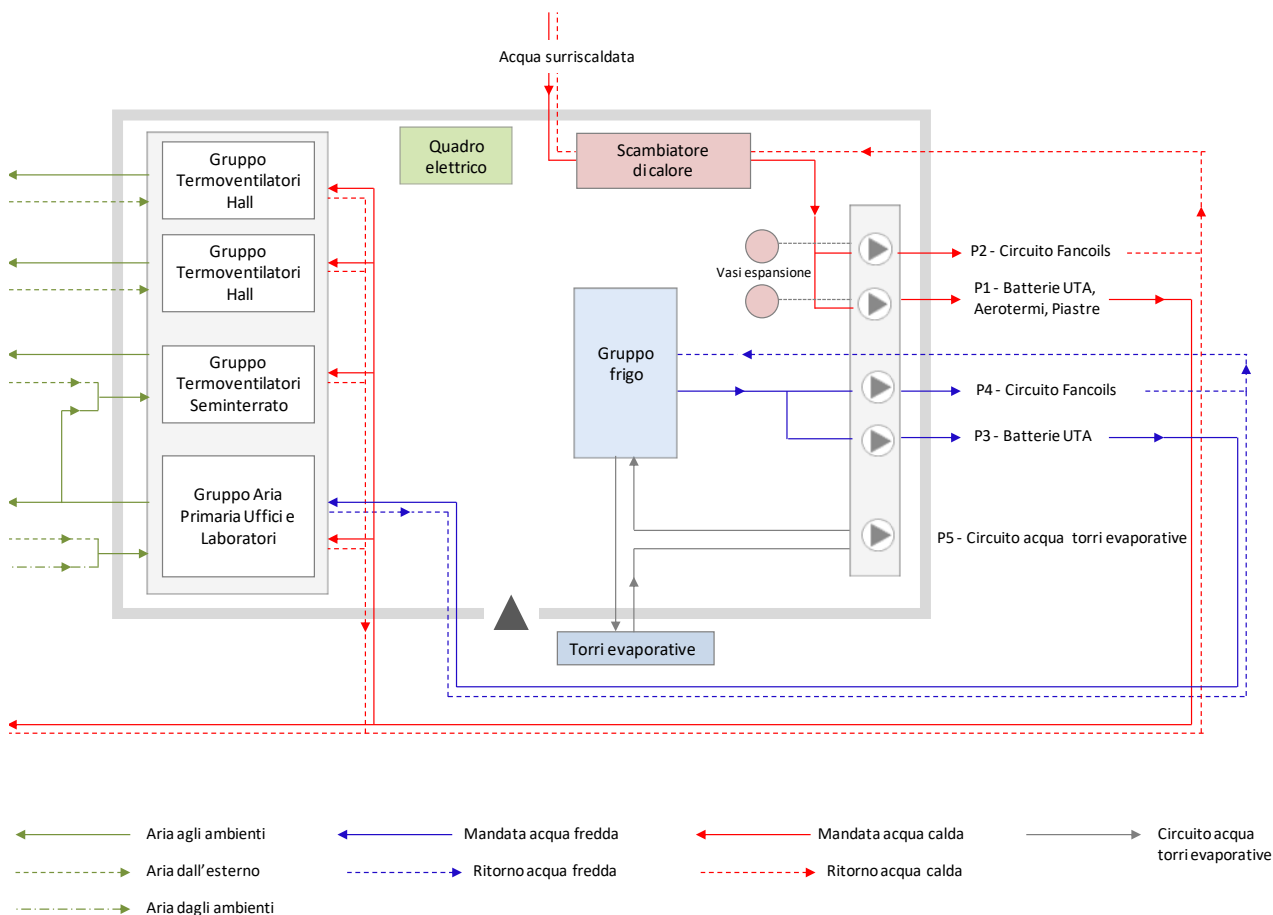 Acqua surriscaldata
Gruppo
Termoventilatori
Hall
Quadro
elettrico
Scambiatore
di calore
Gruppo
Termoventilatori
Hall
Vasi espansione
P2 - Circuito Fancoils
P1 - Batterie UTA,
Aerotermi, Piastre
Gruppo
Termoventilatori
Seminterrato
Gruppo
frigo
P4 - Circuito Fancoils
P3 - Batterie UTA
Gruppo Aria
Primaria Uffici e
Laboratori
P5 - Circuito acqua torri evaporative
Torri evaporative
Aria agli ambienti
Mandata acqua fredda
Mandata acqua calda
Circuito acqua
torri evaporative
Aria dall'esterno
Ritorno acqua fredda
Ritorno acqua calda
Aria dagli ambienti